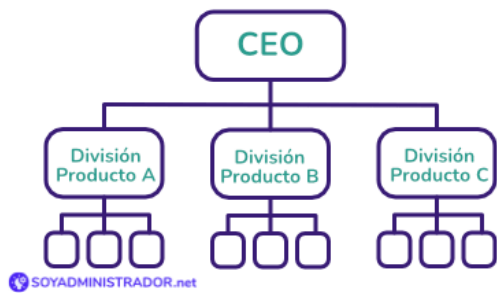 CEO
División
Producto A
División
Producto B
División
Producto C
SOYADMINISTRADOR.net